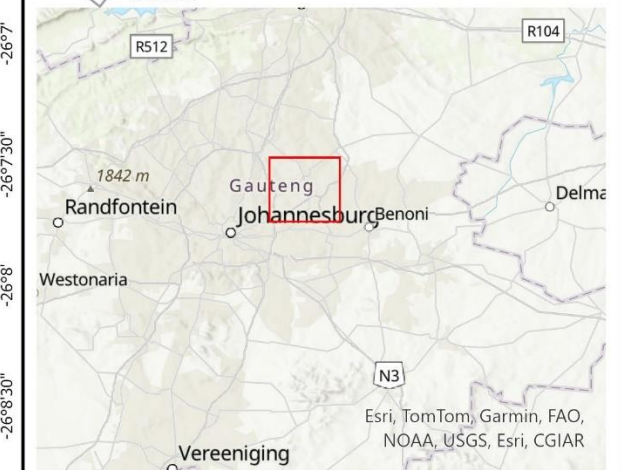 -26°7'
R512
R104
-26°7'30"
1842 m
Gauteng
Delma
Randfontein
Johannesburg
Benoni
-26°8'
Westonaria
N3
-26°8'30"
Esri, TomTom, Garmin, FAO,
NOAA, USGS, Esri, CGIAR
Vereeniging